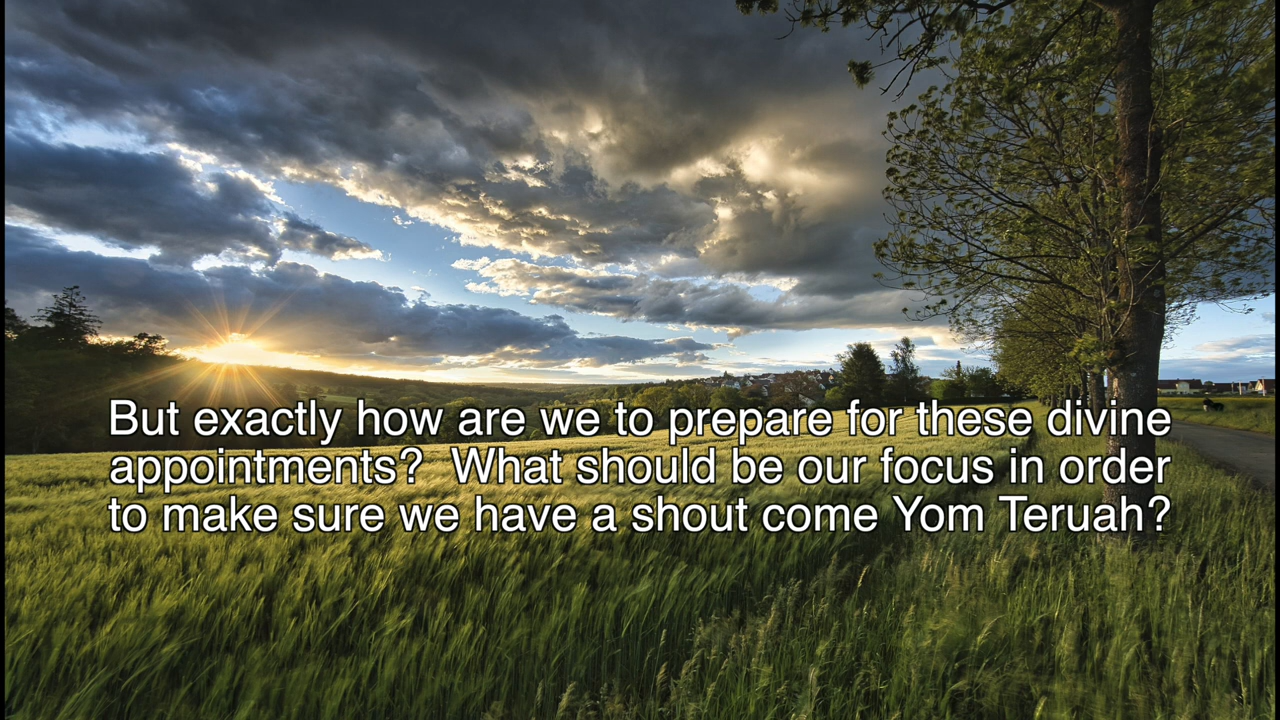 But exactly how are we to prepare for these divine
appointments?  What should be our focus in order
to make sure we have a shout come Yom Teruah?